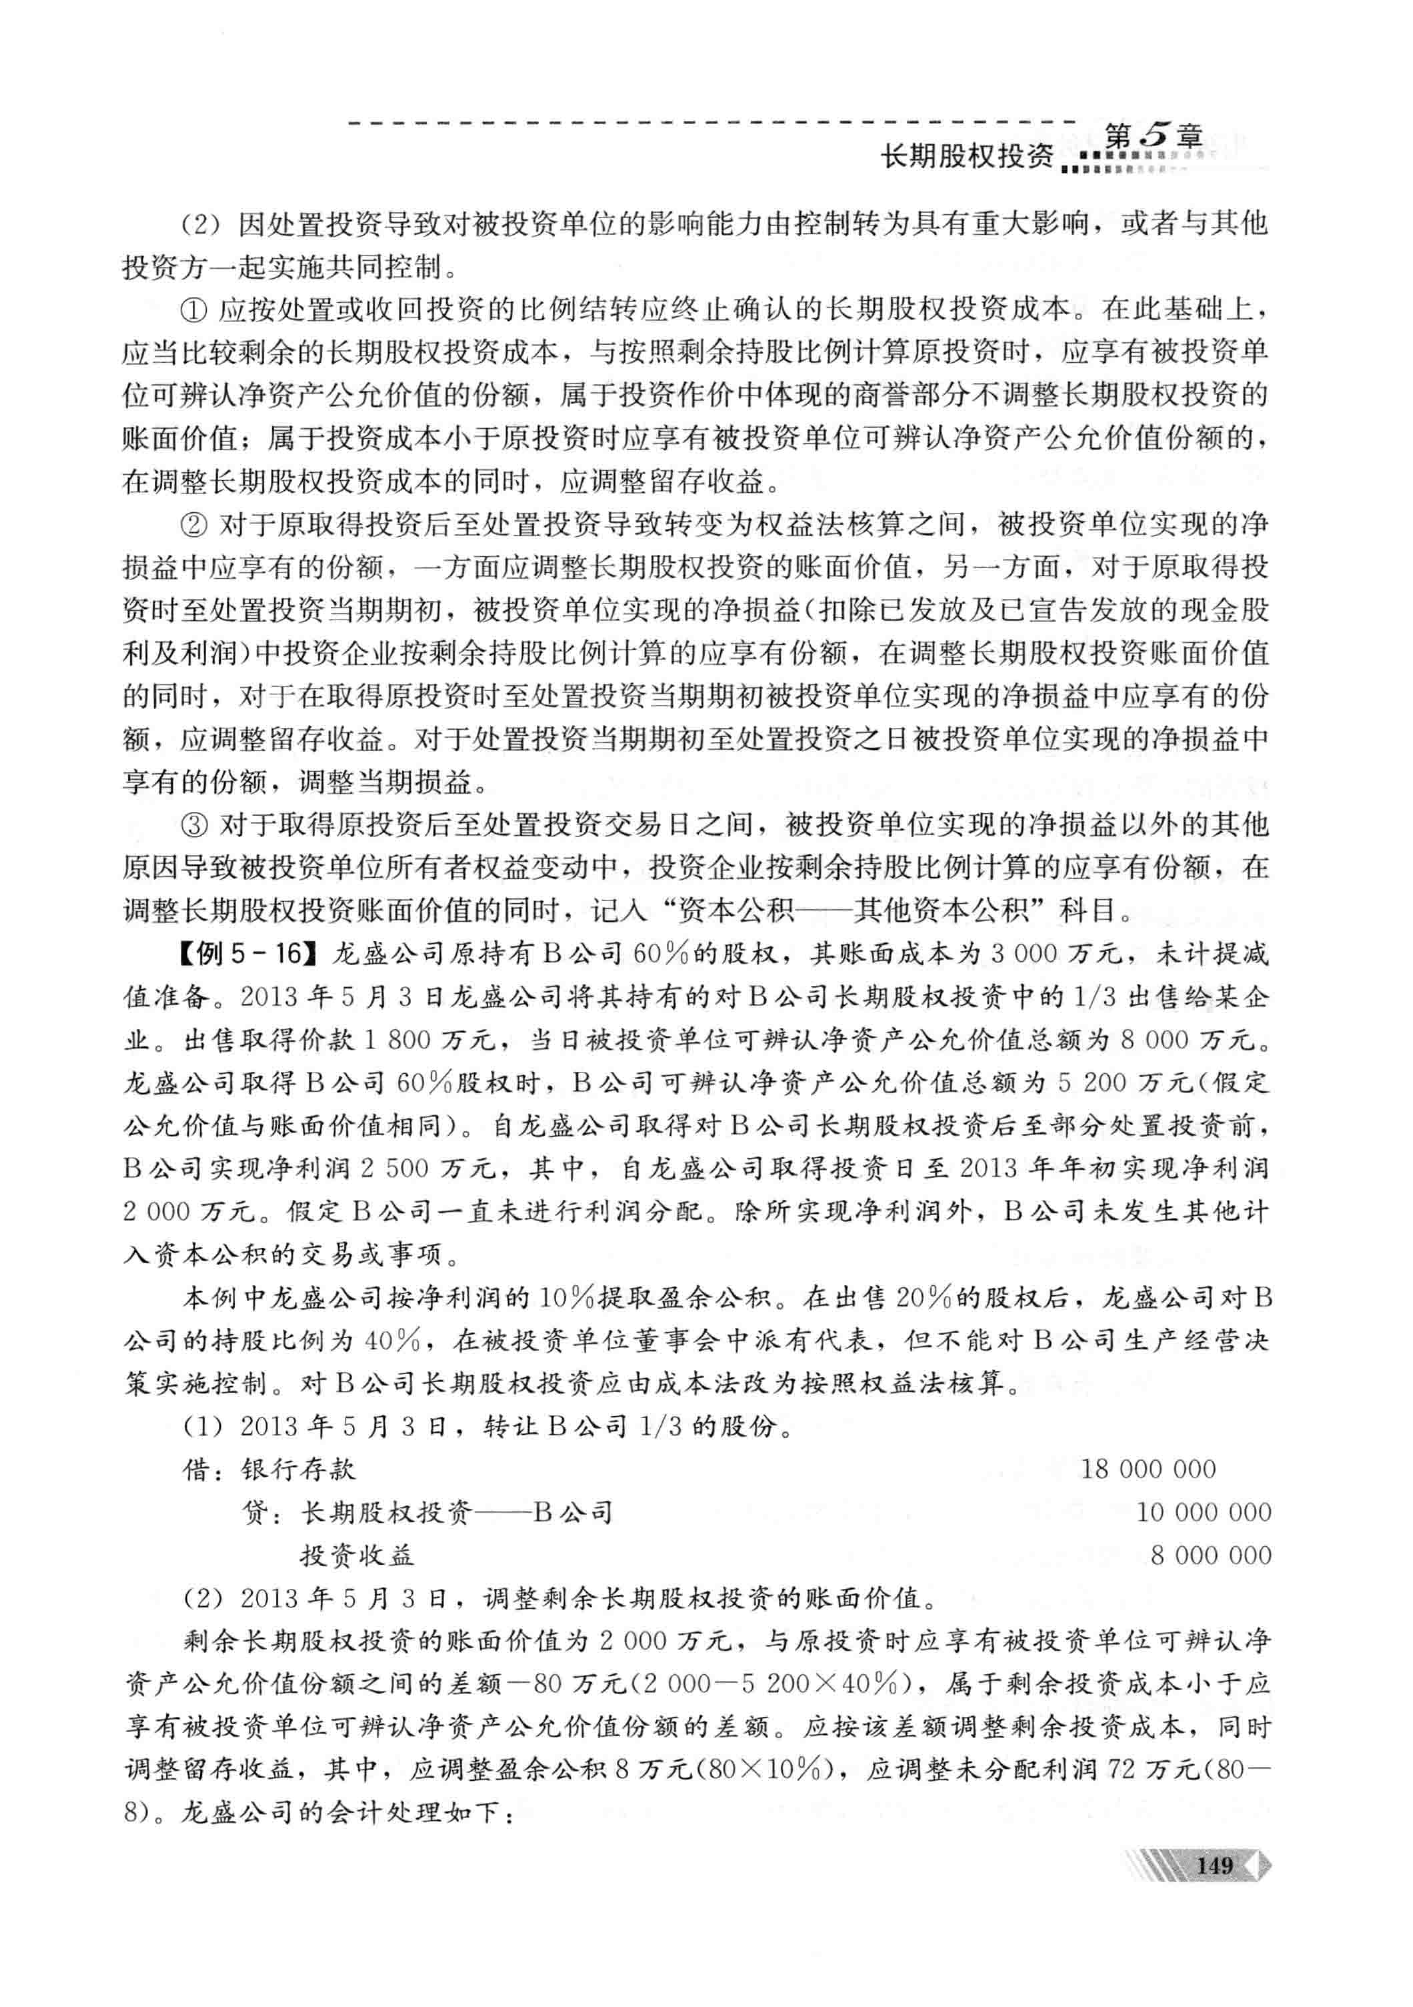 第5章
长期股权投资
（2）因处置投资导致对被投资单位的影响能力由控制转为具有重大影响，或者与其他
投资方一起实施共同控制。
① 应按处置或收回投资的比例结转应终止确认的长期股权投资成本。在此基础上，
应当比较剩余的长期股权投资成本，与按照剩余持股比例计算原投资时，应享有被投资单
位可辨认净资产公允价值的份额，属于投资作价中体现的商誉部分不调整长期股权投资的
账面价值；属于投资成本小于原投资时应享有被投资单位可辨认净资产公允价值份额的，
在调整长期股权投资成本的同时，应调整留存收益。
② 对于原取得投资后至处置投资导致转变为权益法核算之间，被投资单位实现的净
损益中应享有的份额，一方面应调整长期股权投资的账面价值，另一方面，对于原取得投
资时至处置投资当期期初，被投资单位实现的净损益(扣除已发放及已宣告发放的现金股
利及利润)中投资企业按剩余持股比例计算的应享有份额，在调整长期股权投资账面价值
的同时，对于在取得原投资时至处置投资当期期初被投资单位实现的净损益中应享有的份
额，应调整留存收益。对于处置投资当期期初至处置投资之日被投资单位实现的净损益中
享有的份额，调整当期损益。
③ 对于取得原投资后至处置投资交易日之间，被投资单位实现的净损益以外的其他
原因导致被投资单位所有者权益变动中，投资企业按剩余持股比例计算的应享有份额，在
调整长期股权投资账面价值的同时，记入“资本公积——其他资本公积”科目。
【例5-16】龙盛公司原持有B公司60%的股权，其账面成本为3 000万元，未计提减
值准备。2013年5月3日龙盛公司将其持有的对B公司长期股权投资中的1/3出售给某企
业。出售取得价款1 800万元，当日被投资单位可辨认净资产公允价值总额为8 000万元。
龙盛公司取得B公司60%股权时，B公司可辨认净资产公允价值总额为5 200万元(假定
公允价值与账面价值相同)。自龙盛公司取得对B公司长期股权投资后至部分处置投资前，
B公司实现净利润2 500万元，其中，自龙盛公司取得投资日至2013年年初实现净利润
2 000万元。假定B公司一直未进行利润分配。除所实现净利润外，B公司未发生其他计
入资本公积的交易或事项。
本例中龙盛公司按净利润的10%提取盈余公积。在出售20%的股权后，龙盛公司对B
公司的持股比例为40%，在被投资单位董事会中派有代表，但不能对B公司生产经营决
策实施控制。对B公司长期股权投资应由成本法改为按照权益法核算。
（1）2013年5月3日，转让B公司1/3的股份。
借：银行存款 18 000 000
贷：长期股权投资——B公司 10 000 000
投资收益 8 000 000
（2）2013年5月3日，调整剩余长期股权投资的账面价值。
剩余长期股权投资的账面价值为2 000万元，与原投资时应享有被投资单位可辨认净
资产公允价值份额之间的差额－80万元(2 000－5 200×40%)，属于剩余投资成本小于应
享有被投资单位可辨认净资产公允价值份额的差额。应按该差额调整剩余投资成本，同时
调整留存收益，其中，应调整盈余公积8万元(80×10%)，应调整未分配利润72万元(80－
8)。龙盛公司的会计处理如下：
149